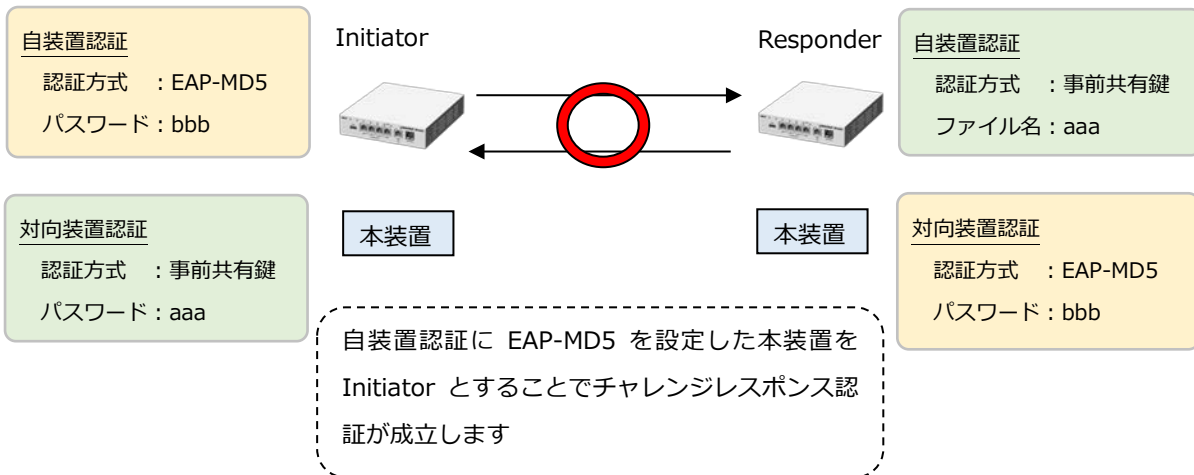 自装置認証
認証方式 ：EAP-MD5
パスワード：bbb
Initiator
Responder
自装置認証
認証方式 ：事前共有鍵
ファイル名：aaa
対向装置認証
認証方式 ：事前共有鍵
パスワード：aaa
本装置
本装置
対向装置認証
認証方式 ：EAP-MD5
パスワード：bbb
自装置認証に EAP-MD5 を設定した本装置を
Initiator とすることでチャレンジレスポンス認
証が成立します